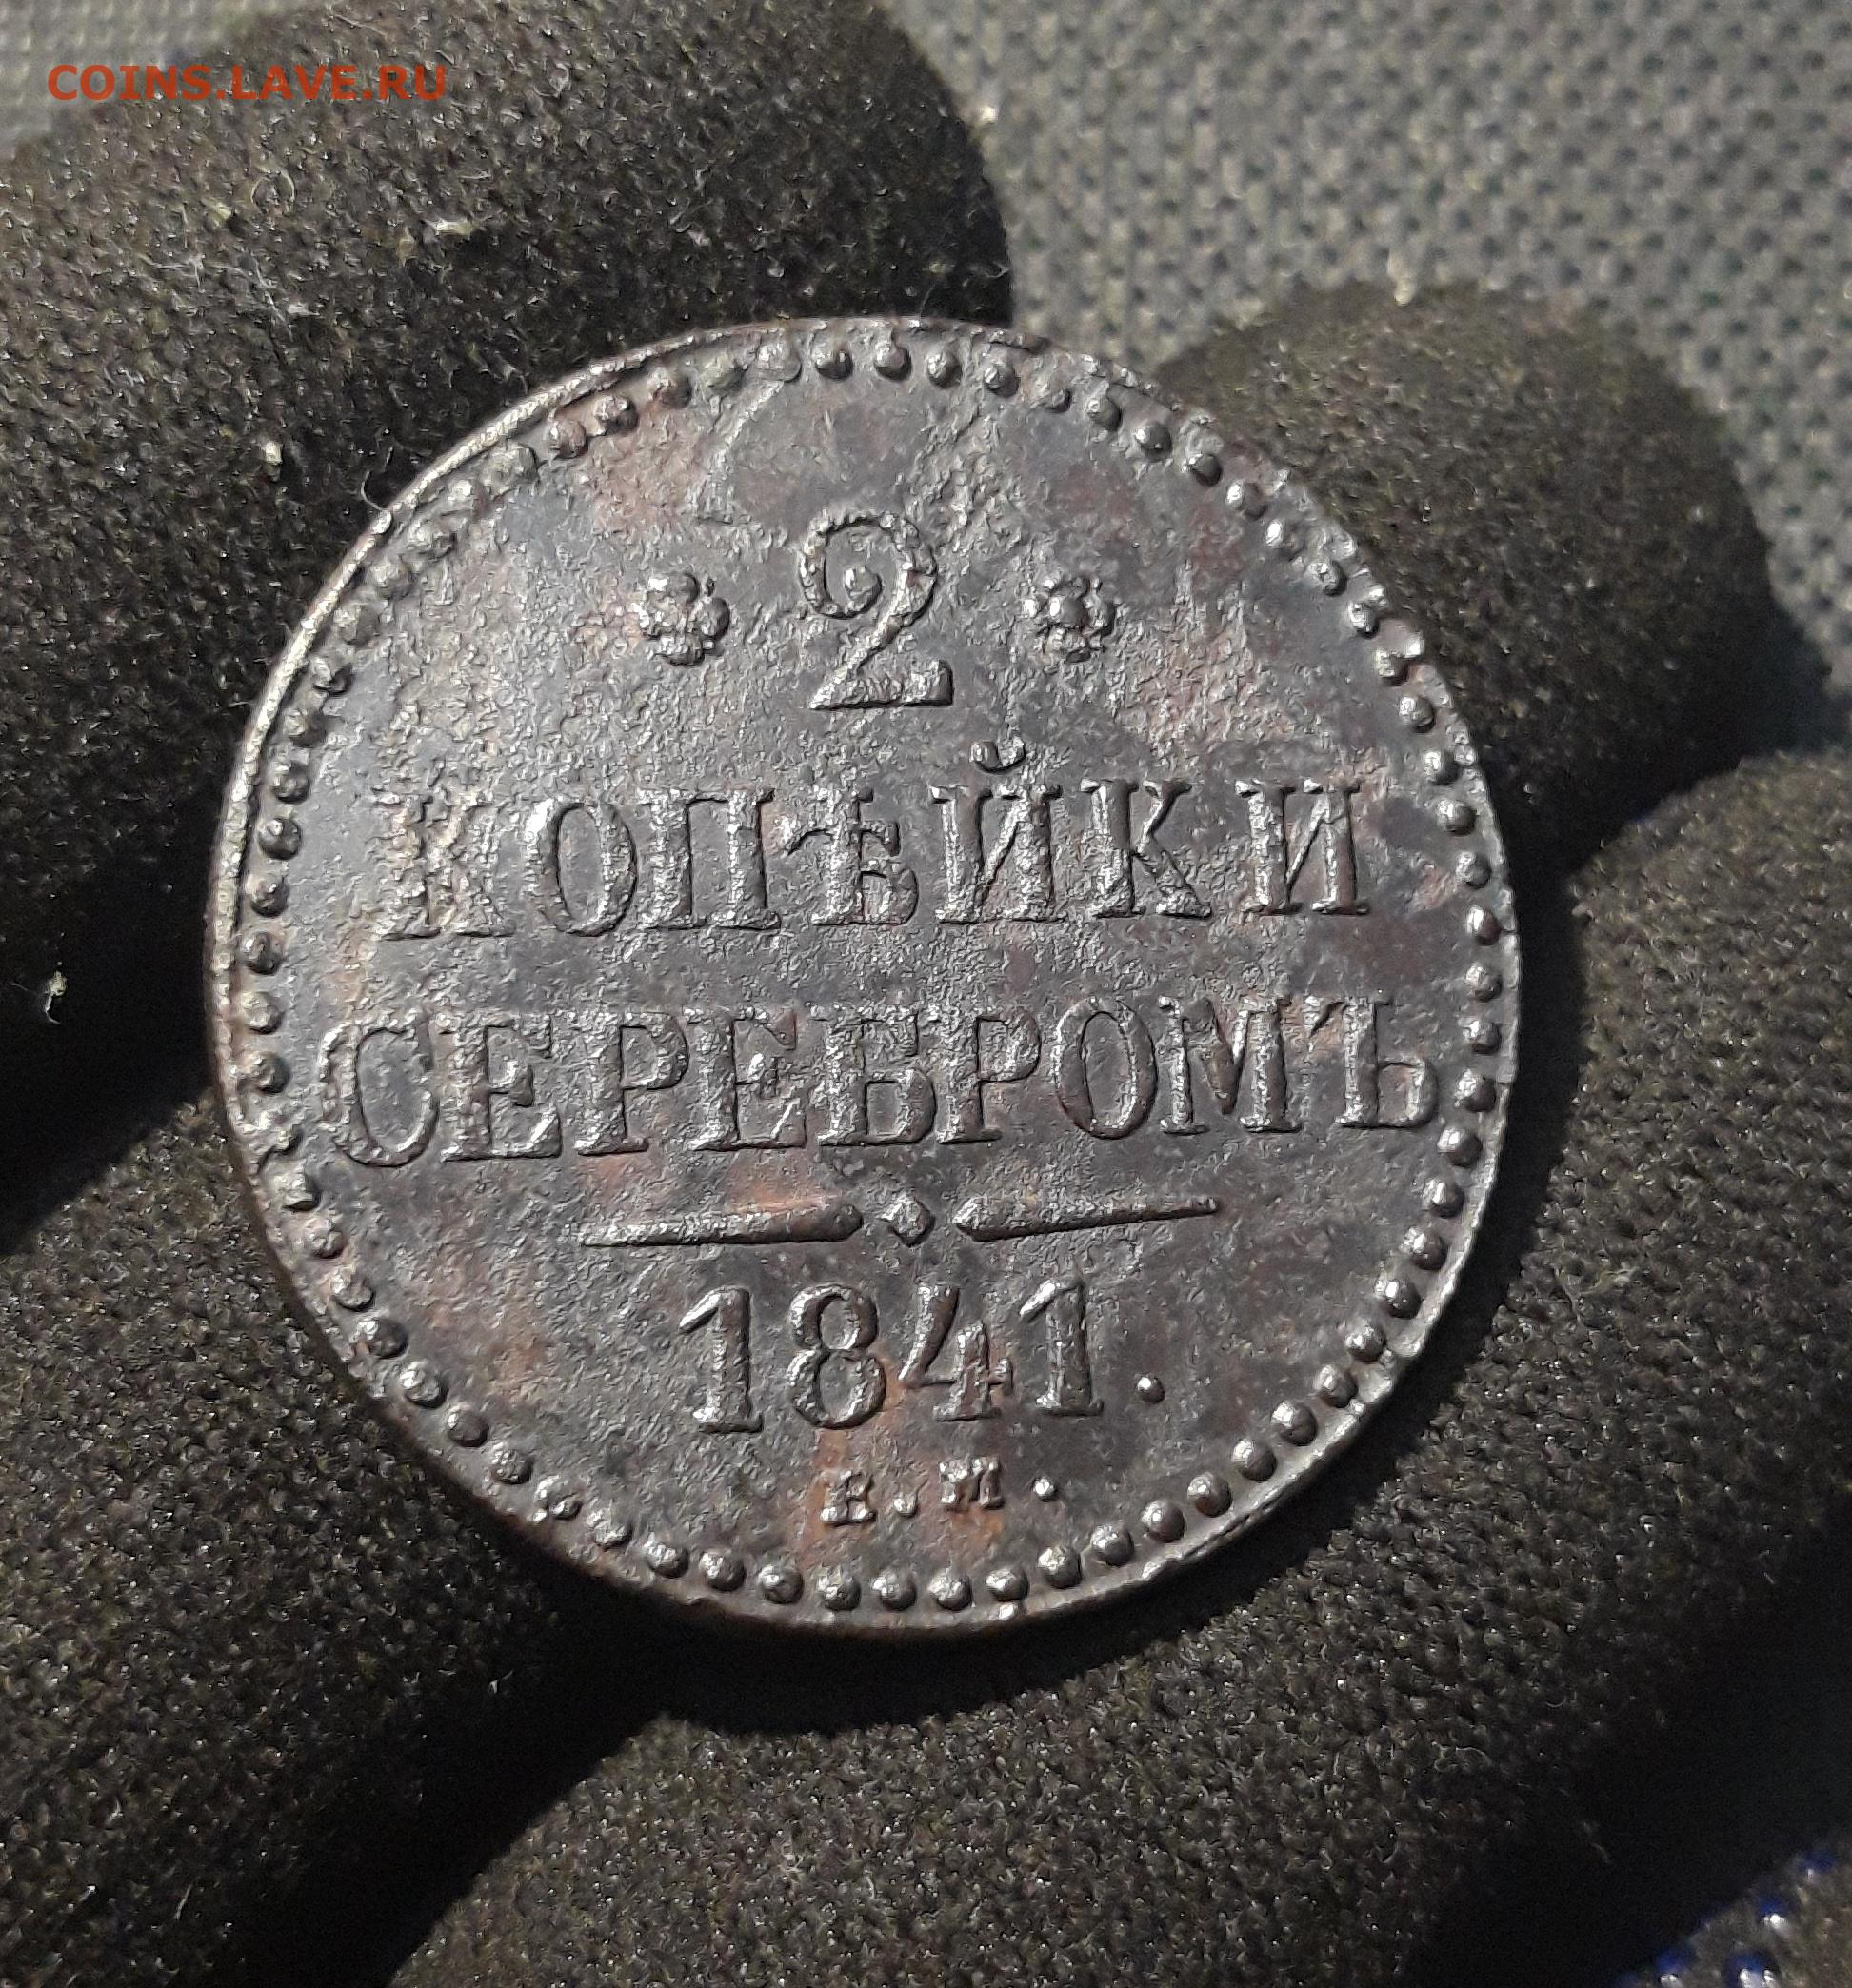 COINS.LAVE.RU
2
КОПѢЙКИ
СЕРЕБРОМЪ
1841.
Е.М.